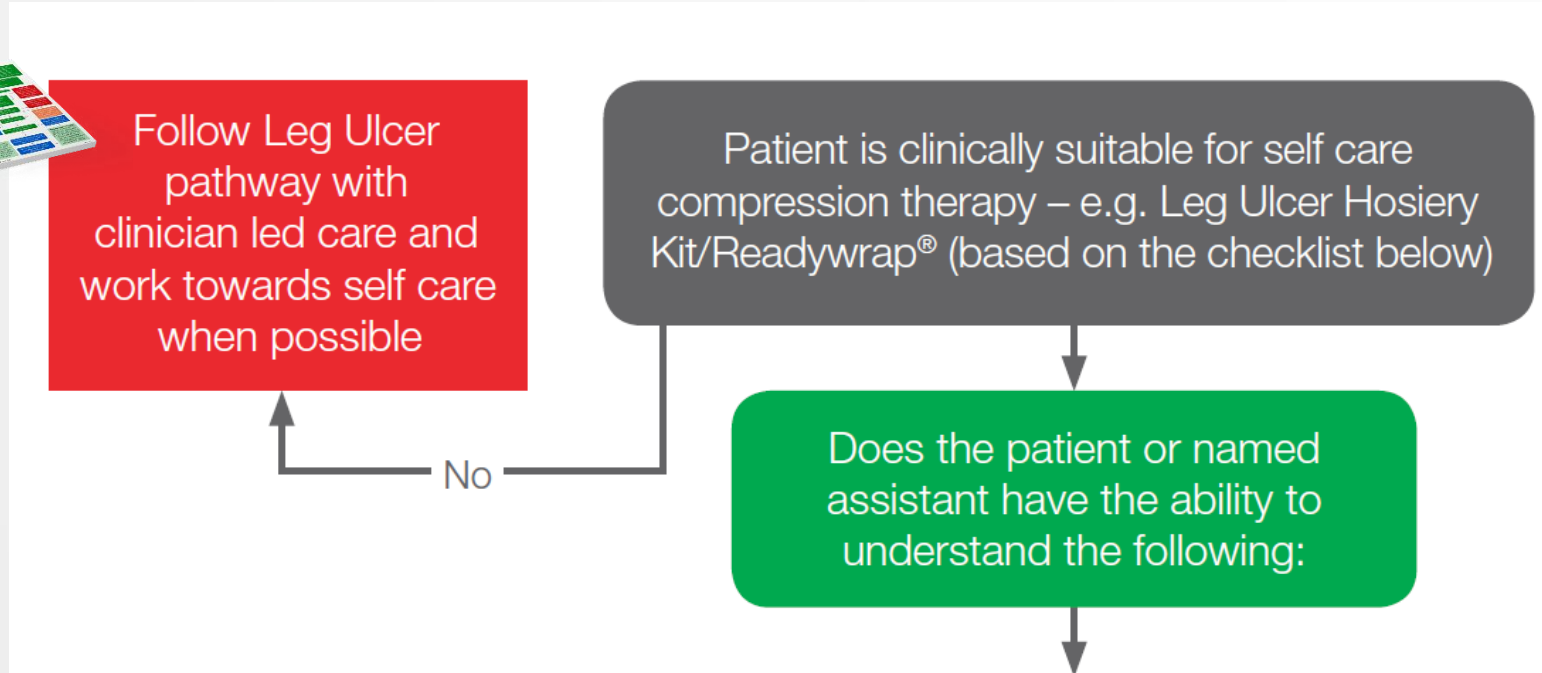 Follow Leg Ulcer
pathway with
clinician led care and
work towards self care
when possible
Patient is clinically suitable for self care
compression therapy – e.g. Leg Ulcer Hosiery
Kit/Readywrap® (based on the checklist below)
No
Does the patient or named
assistant have the ability to
understand the following: